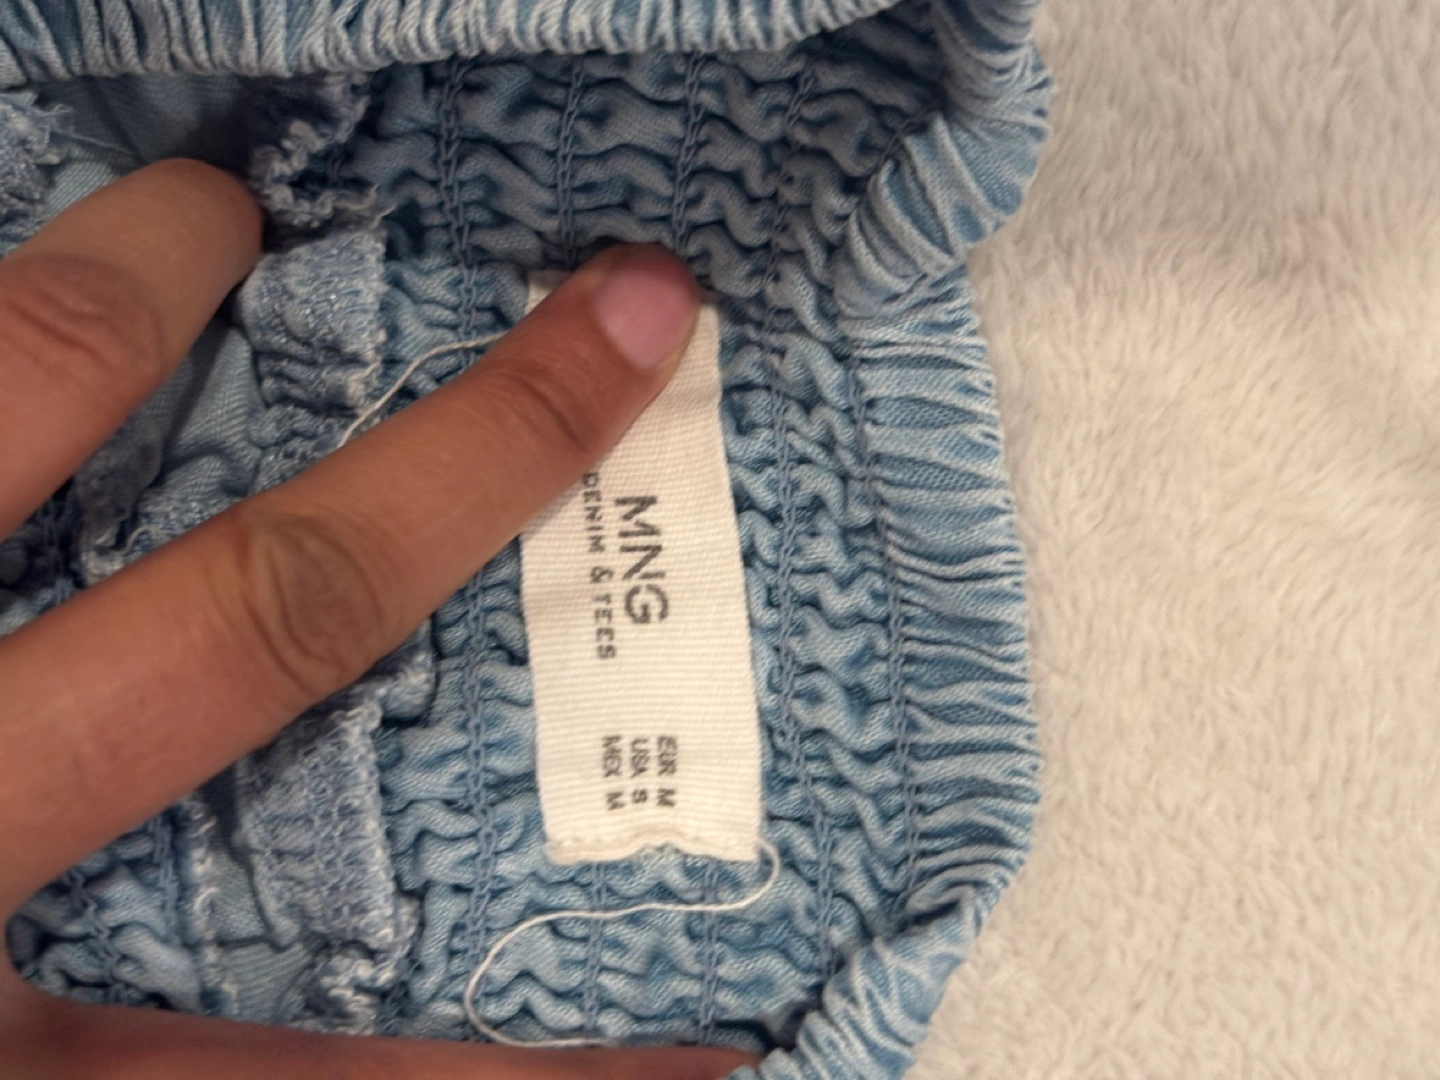 MNG
DENIM & TEES
EUR M
USA S
MEX M